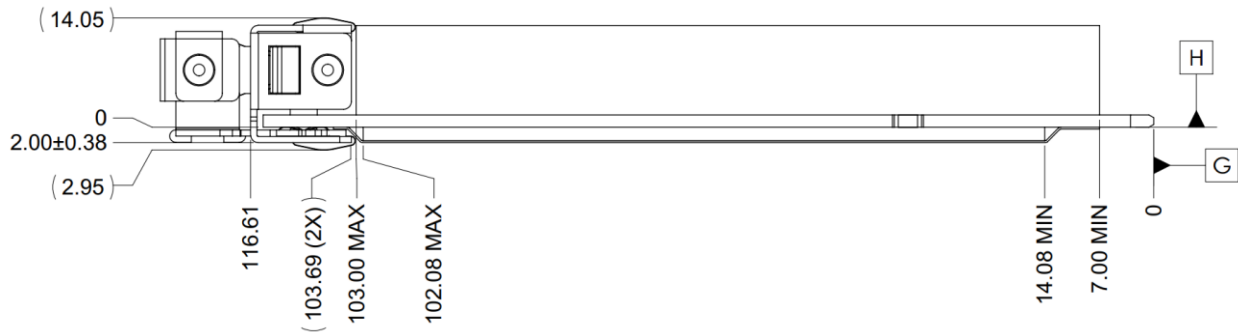 (14.05)
H
0
2.00±0.38
(2.95)
G
116.61
(103.69 (2X)
103.00 MAX
102.08 MAX
14.08 MIN
7.00 MIN
0